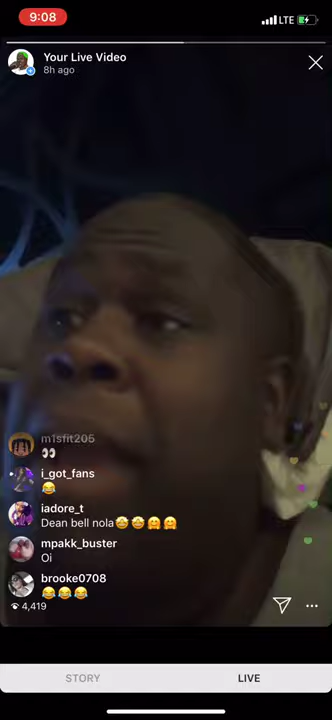 9:08
LTE
Your Live Video
8h ago
m1sfit205
👀
i_got_fans
😂
iadore_t
Dean bell nola🤩🤩🤗🤗
mpakk_buster
Oi
brooke0708
😂😂😂
4,419
STORY
LIVE